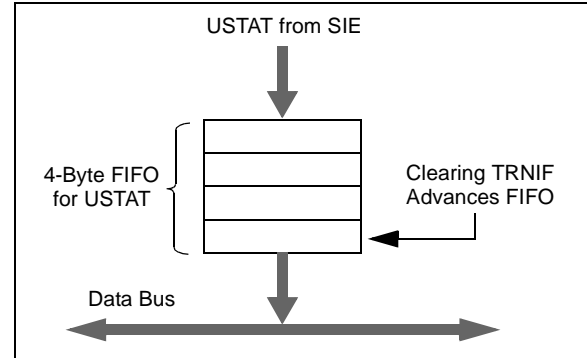 USTAT from SIE
4-Byte FIFO
for USTAT
Clearing TRNIF
Advances FIFO
Data Bus